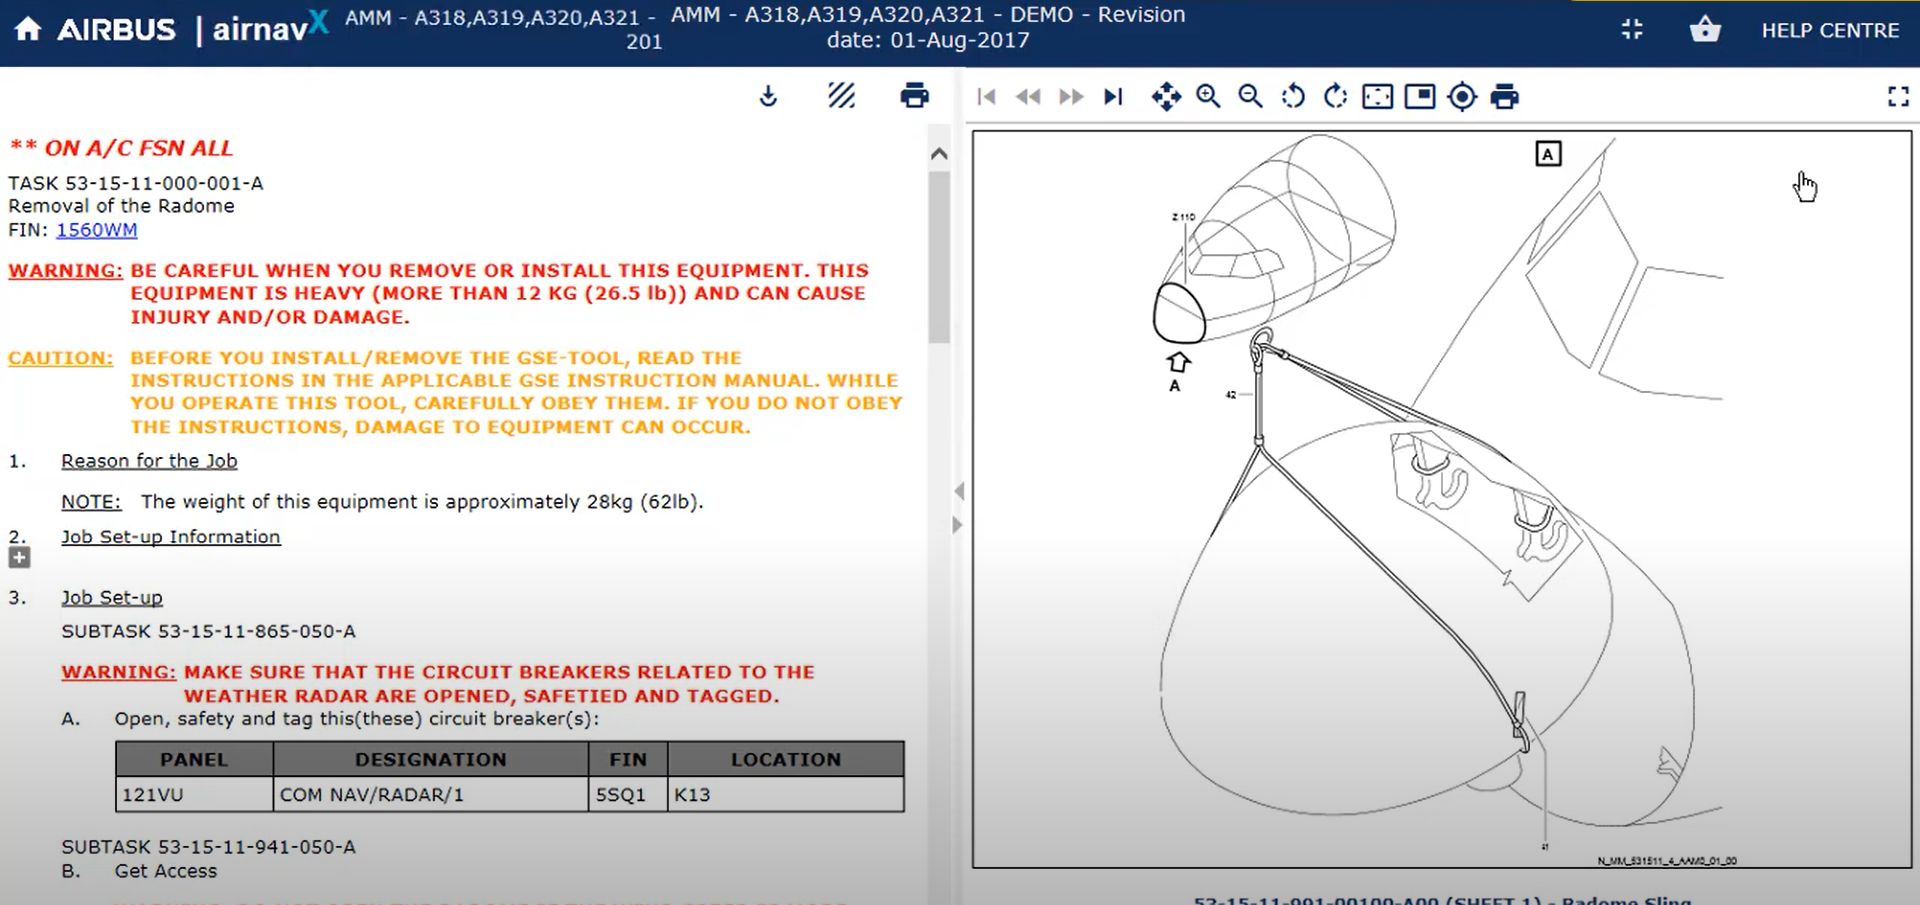 AIRBUS | airnavX
AMM - A318,A319,A320,A321 -
201
AMM - A318,A319,A320,A321 - DEMO - Revision
date: 01-Aug-2017
HELP CENTRE
** ON A/C FSN ALL
TASK 53-15-11-000-001-A
Removal of the Radome
FIN: 1560WM
WARNING: BE CAREFUL WHEN YOU REMOVE OR INSTALL THIS EQUIPMENT. THIS
EQUIPMENT IS HEAVY (MORE THAN 12 KG (26.5 lb)) AND CAN CAUSE
INJURY AND/OR DAMAGE.
CAUTION: BEFORE YOU INSTALL/REMOVE THE GSE-TOOL, READ THE
INSTRUCTIONS IN THE APPLICABLE GSE INSTRUCTION MANUAL. WHILE
YOU OPERATE THIS TOOL, CAREFULLY OBEY THEM. IF YOU DO NOT OBEY
THE INSTRUCTIONS, DAMAGE TO EQUIPMENT CAN OCCUR.
1. Reason for the Job
NOTE: The weight of this equipment is approximately 28kg (62lb).
2. Job Set-up Information
3. Job Set-up
SUBTASK 53-15-11-865-050-A
WARNING: MAKE SURE THAT THE CIRCUIT BREAKERS RELATED TO THE
WEATHER RADAR ARE OPENED, SAFETIED AND TAGGED.
A. Open, safety and tag this(these) circuit breaker(s):
PANEL DESIGNATION FIN LOCATION
121VU COM NAV/RADAR/1 5SQ1 K13
SUBTASK 53-15-11-941-050-A
B. Get Access
A
Z110
A
42
41
N_MM_531511_4_AAM0_01_00
53-15-11-991-00100-A00 (SHEET 1) - Radome Sling